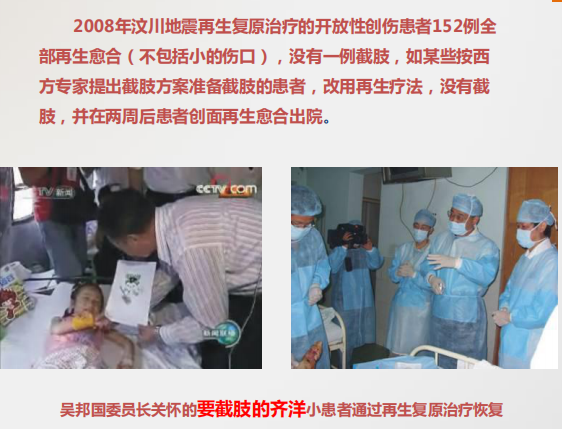 2008年汶川地震再生复原治疗的开放性创伤患者152例全
部再生愈合（不包括小的伤口），没有一例截肢，如某些按西
方专家提出截肢方案准备截肢的患者，改用再生疗法，没有截
肢，并在两周后患者创面再生愈合出院。
CCTV.com
TV新闻
新闻联播
吴邦国委员长关怀的要截肢的齐洋小患者通过再生复原治疗恢复